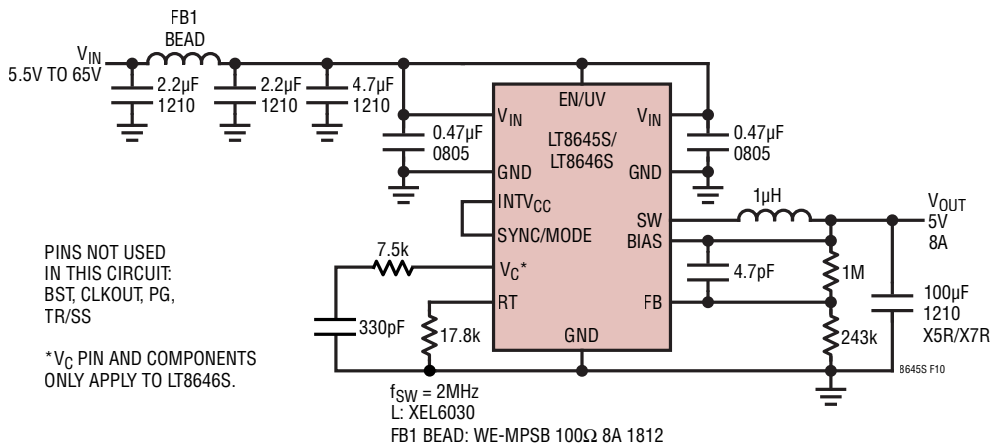 FB1
BEAD
VIN
5.5V TO 65V
2.2µF
1210
2.2µF
1210
4.7µF
1210
0.47µF
0805
EN/UV
VIN
VIN
LT8645S/
LT8646S
GND
GND
0.47µF
0805
INTVCC
SYNC/MODE
SW
BIAS
1µH
VOUT
5V
8A
PINS NOT USED
IN THIS CIRCUIT:
BST, CLKOUT, PG,
TR/SS
7.5k
VC*
4.7pF
1M
RT
FB
330pF
17.8k
GND
243k
100µF
1210
X5R/X7R
*VC PIN AND COMPONENTS
ONLY APPLY TO LT8646S.
8645S F10
fSW = 2MHz
L: XEL6030
FB1 BEAD: WE-MPSB 100Ω 8A 1812